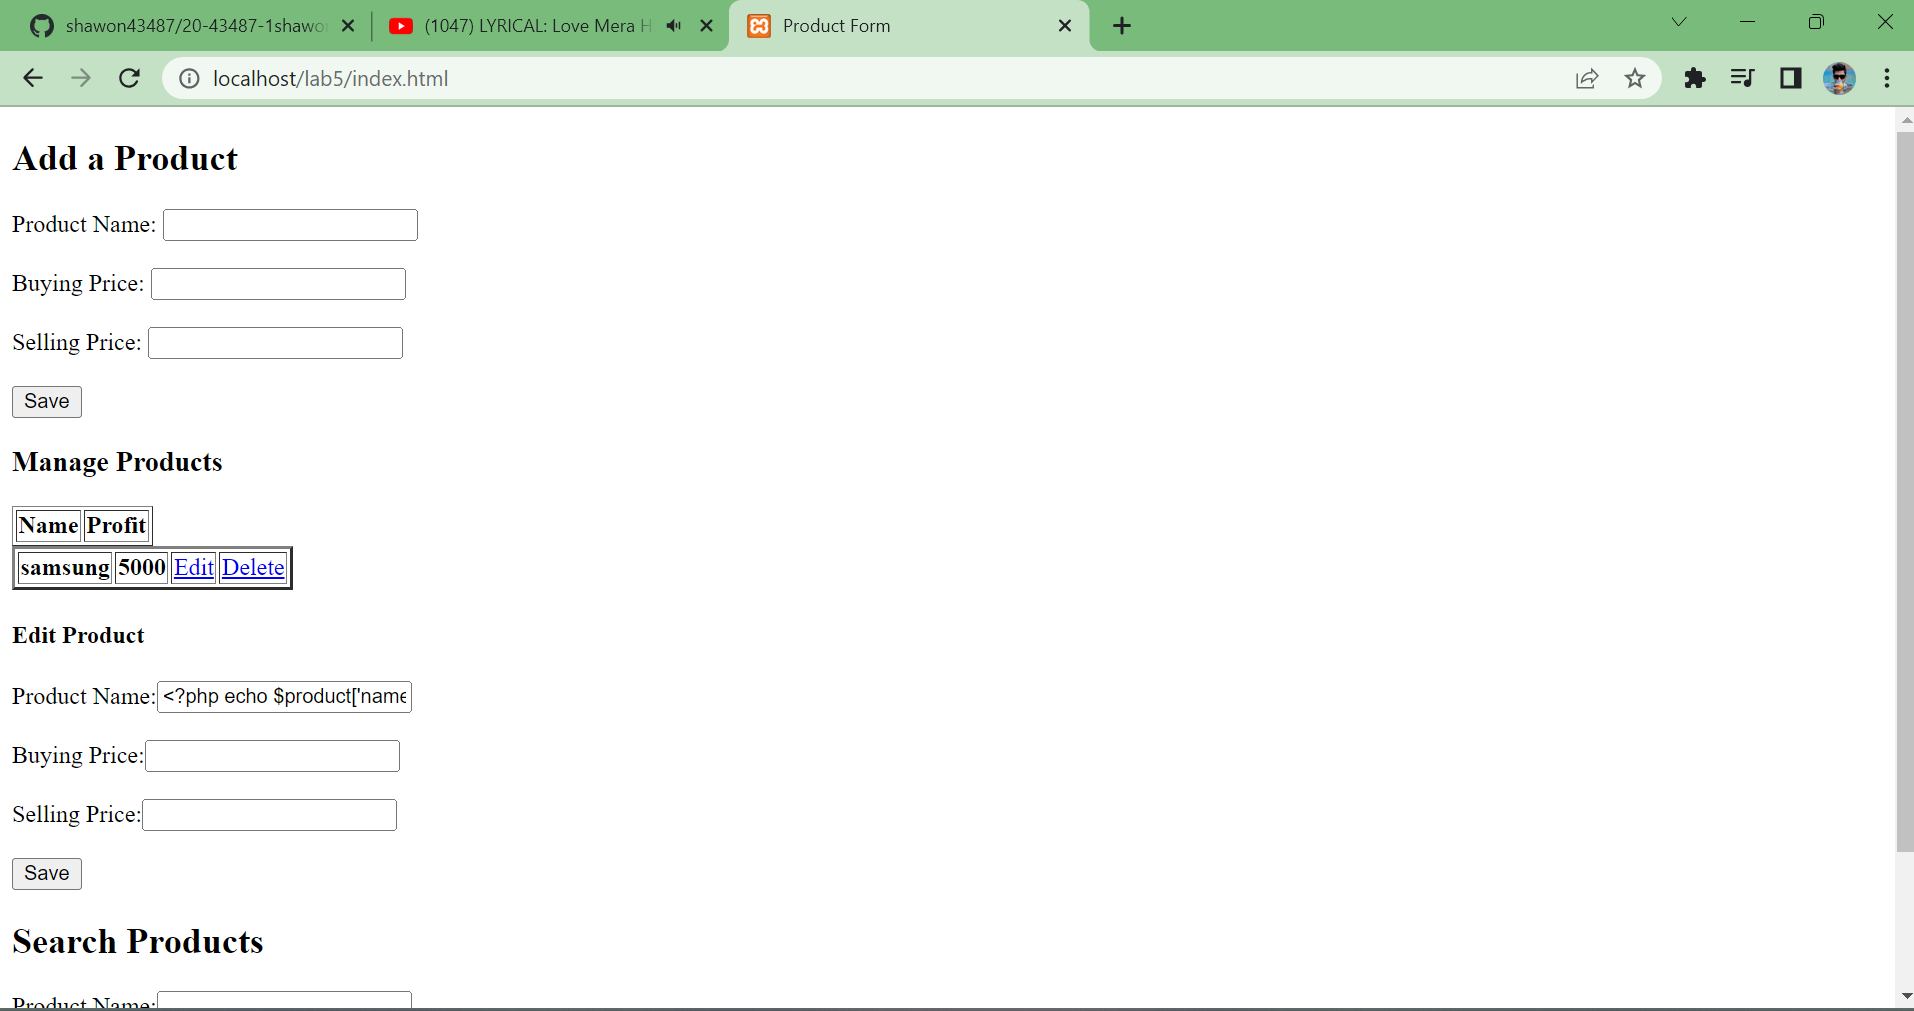 shawon43487/20-43487-1shawo
(1047) LYRICAL: Love Mera H
Product Form
localhost/lab5/index.html
Add a Product
Product Name:
Buying Price:
Selling Price:
Save
Manage Products
Name Profit
samsung 5000 Edit Delete
Edit Product
Product Name: <?php echo $product['name
Buying Price:
Selling Price:
Save
Search Products
Product Name: